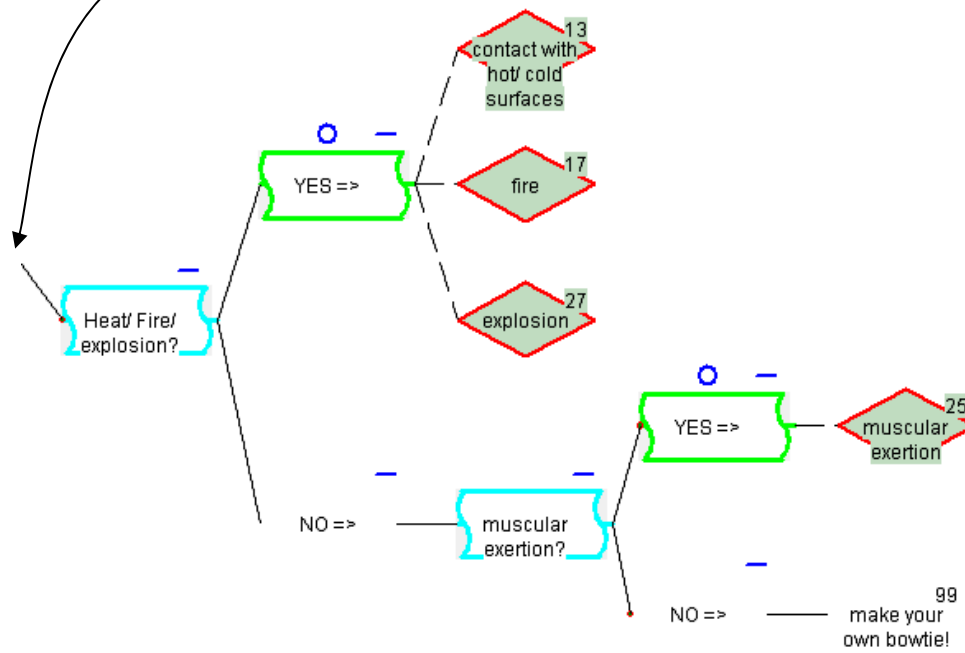 13
contact with
hot/ cold
surfaces
YES =>
17
fire
Heat/ Fire/
explosion?
27
explosion
YES =>
25
muscular
exertion
NO =>
muscular
exertion?
NO =>
99
make your
own bowtie!